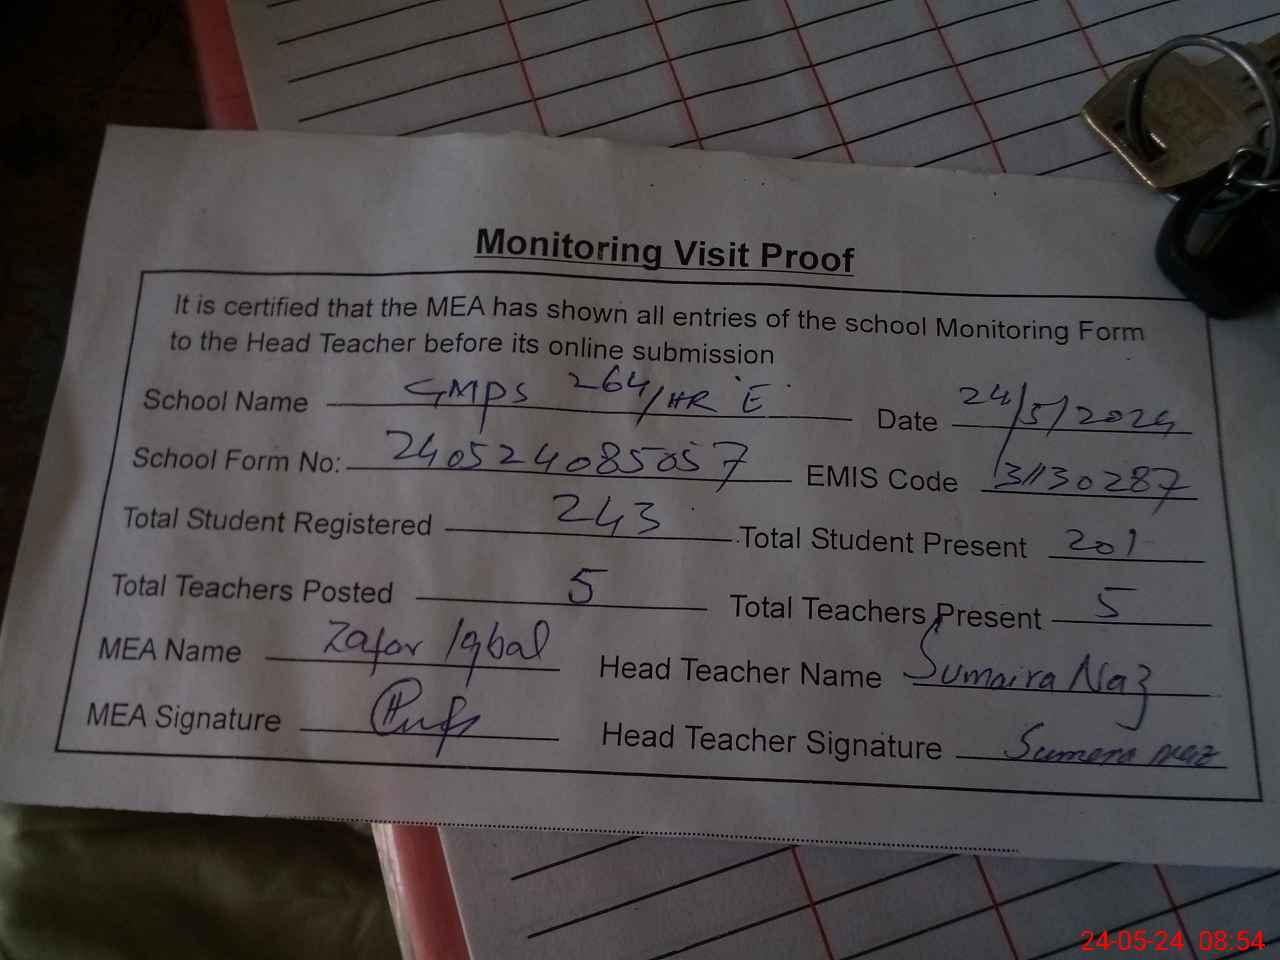 Monitoring Visit Proof
It is certified that the MEA has shown all entries of the school Monitoring Form
to the Head Teacher before its online submission
School Name GMPS 264/HR "E" Date 24/5/2024
School Form No: 240524085057 EMIS Code 31130287
Total Student Registered 243 Total Student Present 201
Total Teachers Posted 5 Total Teachers Present 5
MEA Name Zafar Iqbal Head Teacher Name Sumaira Naz
MEA Signature Head Teacher Signature Sumera naz
24-05-24 08:54